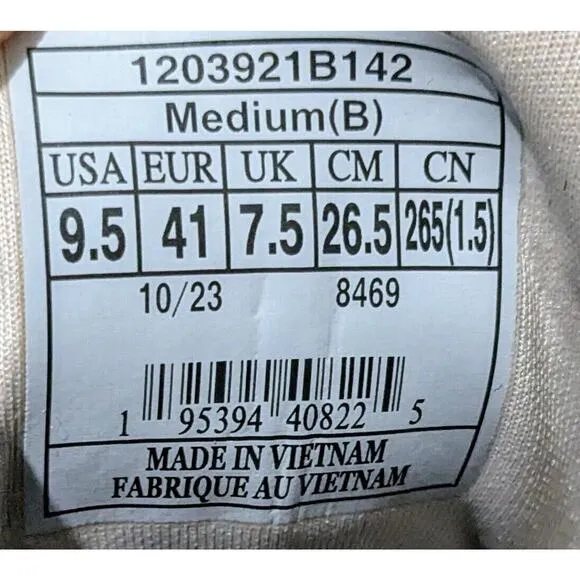 1203921B142
Medium(B)
USA EUR UK CM CN
9.5 41 7.5 26.5 265(1.5)
10/23 8469
1 95394 40822 5
MADE IN VIETNAM
FABRIQUE AU VIETNAM